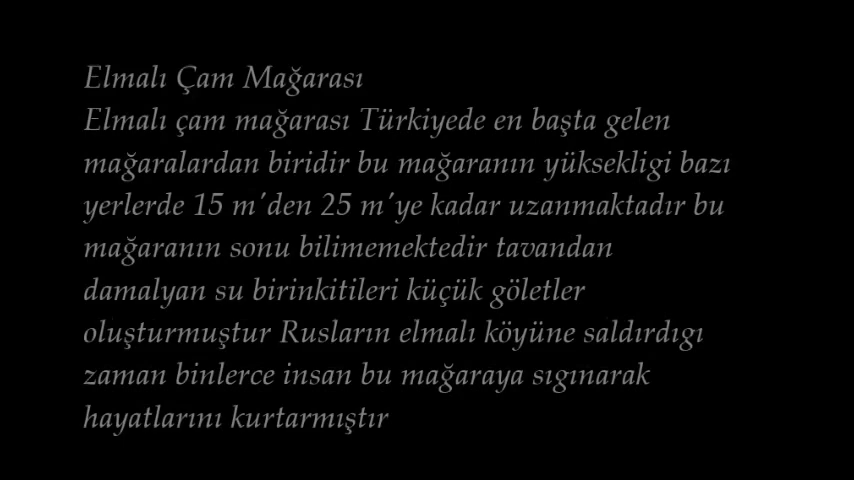 Elmalı Çam Mağarası
Elmalı çam mağarası Türkiyede en başta gelen
mağaralardan biridir bu mağaranın yüksekligi bazı
yerlerde 15 m'den 25 m'ye kadar uzanmaktadır bu
mağaranın sonu bilimemektedir tavandan
damalyan su birinkitileri küçük göletler
oluşturmuştur Rusların elmalı köyüne saldırdıgı
zaman binlerce insan bu mağaraya sıgınarak
hayatlarını kurtarmıştır